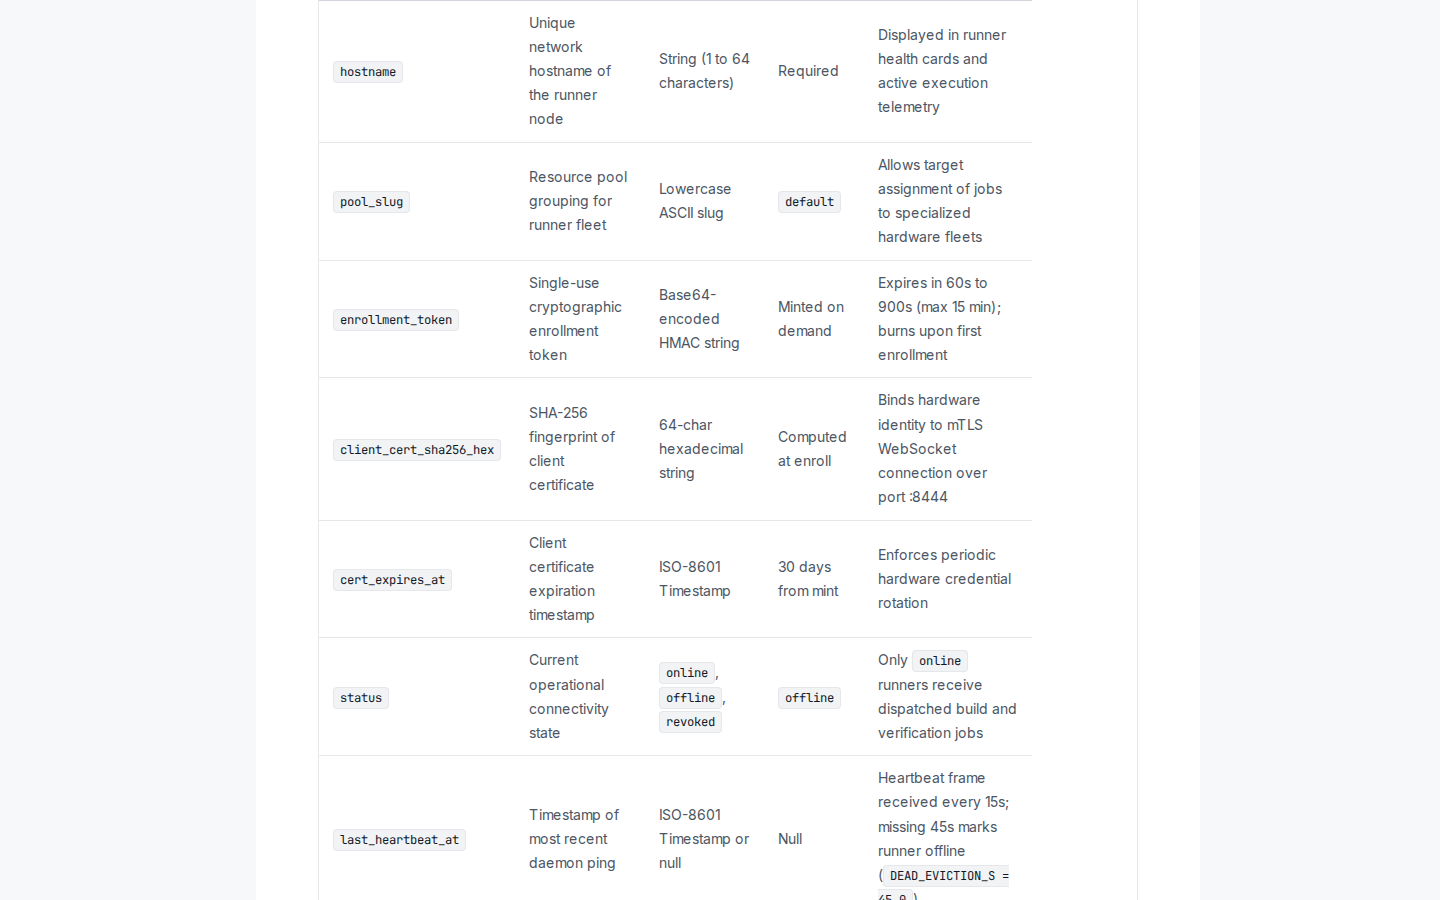 hostname
Unique
network
hostname of
the runner
node
String (1 to 64
characters)
Required
Displayed in runner
health cards and
active execution
telemetry
pool_slug
Resource pool
grouping for
runner fleet
Lowercase
ASCII slug
default
Allows target
assignment of jobs
to specialized
hardware fleets
enrollment_token
Single-use
cryptographic
enrollment
token
Base64-
encoded
HMAC string
Minted on
demand
Expires in 60s to
900s (max 15 min);
burns upon first
enrollment
client_cert_sha256_hex
SHA-256
fingerprint of
client
certificate
64-char
hexadecimal
string
Computed
at enroll
Binds hardware
identity to mTLS
WebSocket
connection over
port :8444
cert_expires_at
Client
certificate
expiration
timestamp
ISO-8601
Timestamp
30 days
from mint
Enforces periodic
hardware credential
rotation
status
Current
operational
connectivity
state
online,
offline,
revoked
offline
Only online
runners receive
dispatched build and
verification jobs
last_heartbeat_at
Timestamp of
most recent
daemon ping
ISO-8601
Timestamp or
null
Null
Heartbeat frame
received every 15s;
missing 45s marks
runner offline
(DEAD_EVICTION_S =
45.0)